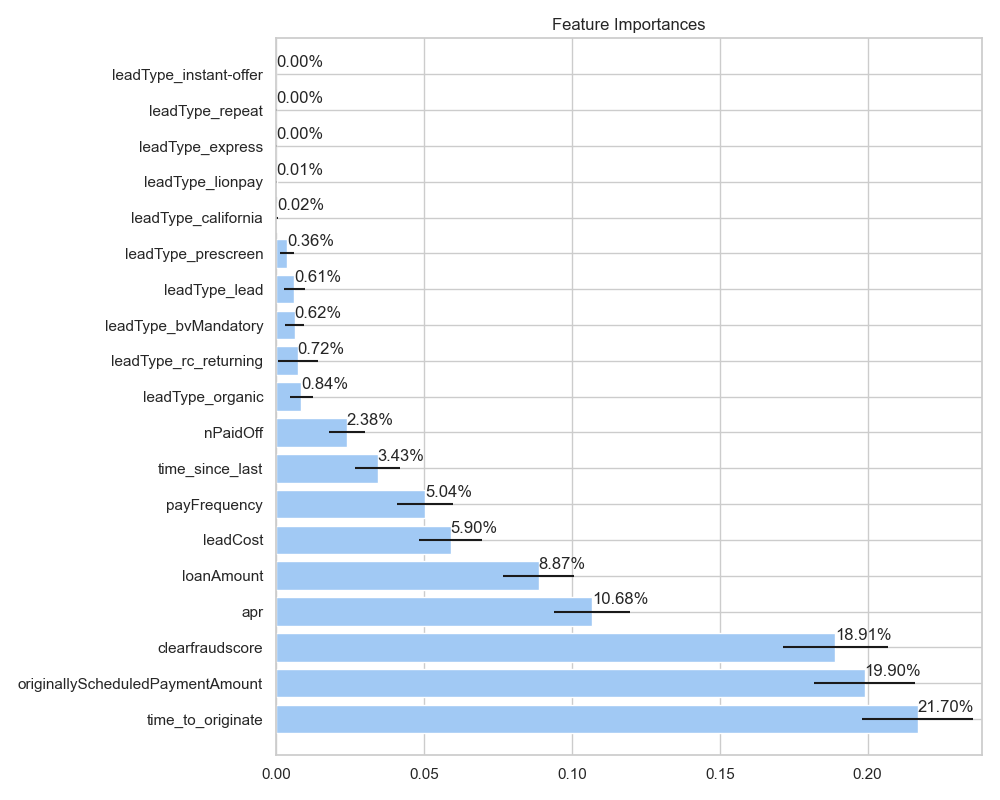 Feature Importances
leadType_instant-offer 0.00%
leadType_repeat 0.00%
leadType_express 0.00%
leadType_lionpay 0.01%
leadType_california 0.02%
leadType_prescreen 0.36%
leadType_lead 0.61%
leadType_bvMandatory 0.62%
leadType_rc_returning 0.72%
leadType_organic 0.84%
nPaidOff 2.38%
time_since_last 3.43%
payFrequency 5.04%
leadCost 5.90%
loanAmount 8.87%
apr 10.68%
clearfraudscore 18.91%
originallyScheduledPaymentAmount 19.90%
time_to_originate 21.70%
0.00 0.05 0.10 0.15 0.20